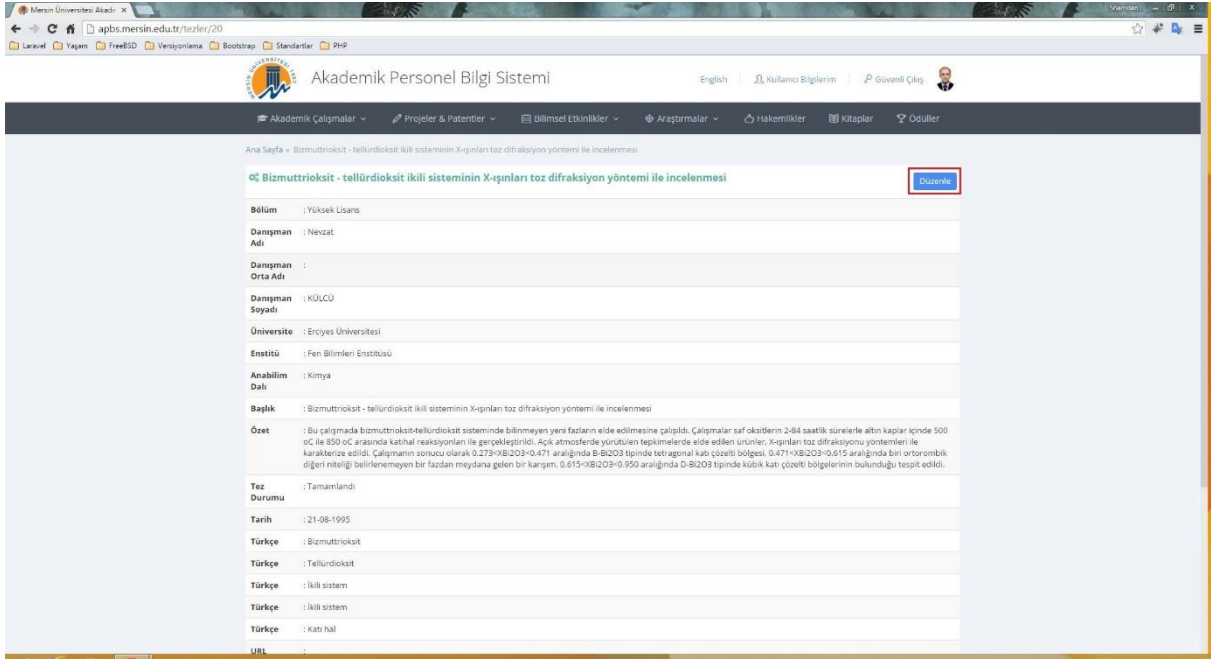 Mersin Üniversitesi Akade
Shamdan
apbs.mersin.edu.tr/tezler/20
Laravel Yaşam FreeBSD Versiyonlama Bootstrap Standartlar PHP
Akademik Personel Bilgi Sistemi
English Kullanıcı Bilgilerim Güvenli Çıkış
Akademik Çalışmalar Projeler & Patentler Bilimsel Etkinlikler Araştırmalar Hakemlikler Kitaplar Ödüller
Ana Sayfa » Bizmuttrioksit - tellürdioksit ikili sisteminin X-ışınları toz difraksiyon yöntemi ile incelenmesi
Bizmuttrioksit - tellürdioksit ikili sisteminin X-ışınları toz difraksiyon yöntemi ile incelenmesi
Düzenle
Bölüm : Yüksek Lisans
Danışman : Nevzat
Adı
Danışman :
Orta Adı
Danışman : KÜLCÜ
Soyadı
Üniversite : Erciyes Üniversitesi
Enstitü : Fen Bilimleri Enstitüsü
Anabilim : Kimya
Dalı
Başlık : Bizmuttrioksit - tellürdioksit ikili sisteminin X-ışınları toz difraksiyon yöntemi ile incelenmesi
Özet : Bu çalışmada bizmuttrioksit-tellürdioksit sisteminde bilinmeyen yeni fazların elde edilmesine çalışıldı. Çalışmalar saf oksitlerin 2-84 saatlik sürelerle altın kaplar içinde 500
oC ile 850 oC arasında katıhal reaksiyonları ile gerçekleştirildi. Açık atmosferde yürütülen tepkimelerde elde edilen ürünler, X-ışınları toz difraksiyonu yöntemleri ile
karakterize edildi. Çalışmanın sonucu olarak 0.273<XBi2O3<0.471 aralığında B-Bi2O3 tipinde tetragonal katı çözelti bölgesi, 0.471<XBi2O3<0.615 aralığında biri ortorombik
diğeri niteliği belirlenemeyen bir fazdan meydana gelen bir karışım, 0.615<XBi2O3<0.950 aralığında D-Bi2O3 tipinde kübik katı çözelti bölgelerinin bulunduğu tespit edildi.
Tez : Tamamlandı
Durumu
Tarih : 21-08-1995
Türkçe : Bizmuttrioksit
Türkçe : Tellürdioksit
Türkçe : İkili sistem
Türkçe : İkili sistem
Türkçe : Katı hal
URL :